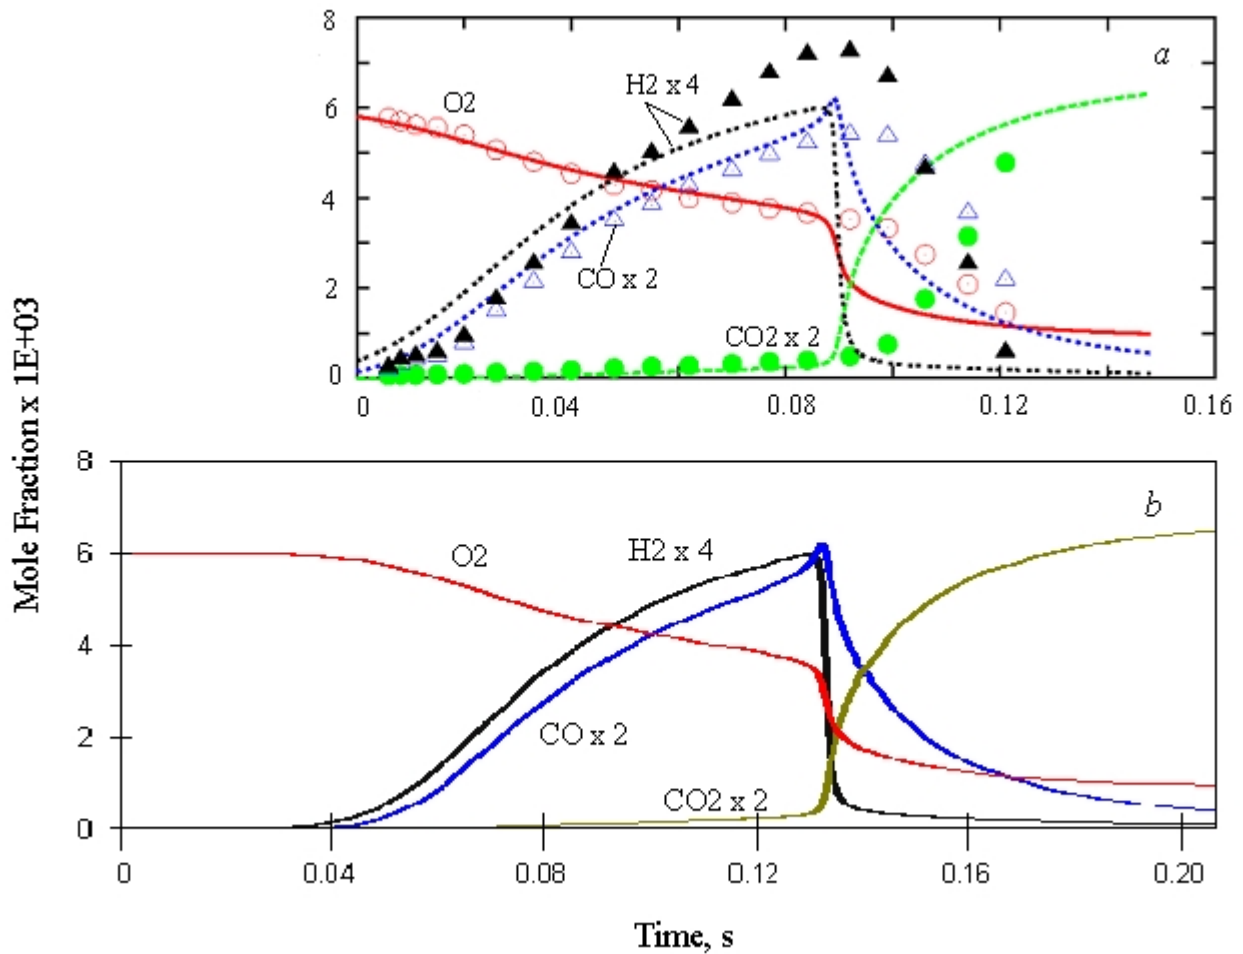 8
a
H2 x 4
O2
6
4
CO x 2
2
CO2 x 2
0
0 0.04 0.08 0.12 0.16
Mole Fraction x 1E+03
8
b
O2
H2 x 4
6
4
CO x 2
2
CO2 x 2
0
0 0.04 0.08 0.12 0.16 0.20
Time, s